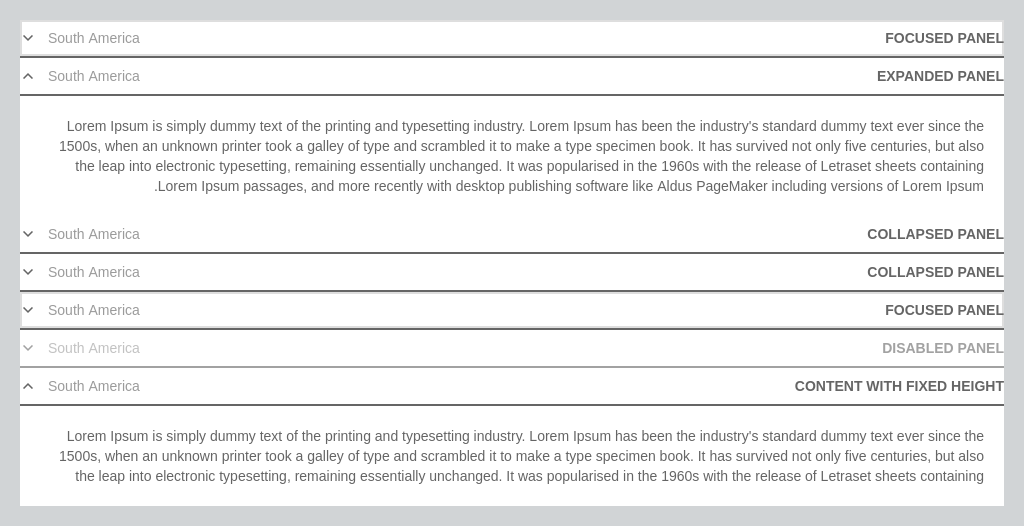 FOCUSED PANEL South America
EXPANDED PANEL South America
Lorem Ipsum is simply dummy text of the printing and typesetting industry. Lorem Ipsum has been the industry's standard dummy text ever since the
1500s, when an unknown printer took a galley of type and scrambled it to make a type specimen book. It has survived not only five centuries, but also
the leap into electronic typesetting, remaining essentially unchanged. It was popularised in the 1960s with the release of Letraset sheets containing
.Lorem Ipsum passages, and more recently with desktop publishing software like Aldus PageMaker including versions of Lorem Ipsum
COLLAPSED PANEL South America
COLLAPSED PANEL South America
FOCUSED PANEL South America
DISABLED PANEL South America
CONTENT WITH FIXED HEIGHT South America
Lorem Ipsum is simply dummy text of the printing and typesetting industry. Lorem Ipsum has been the industry's standard dummy text ever since the
1500s, when an unknown printer took a galley of type and scrambled it to make a type specimen book. It has survived not only five centuries, but also
the leap into electronic typesetting, remaining essentially unchanged. It was popularised in the 1960s with the release of Letraset sheets containing